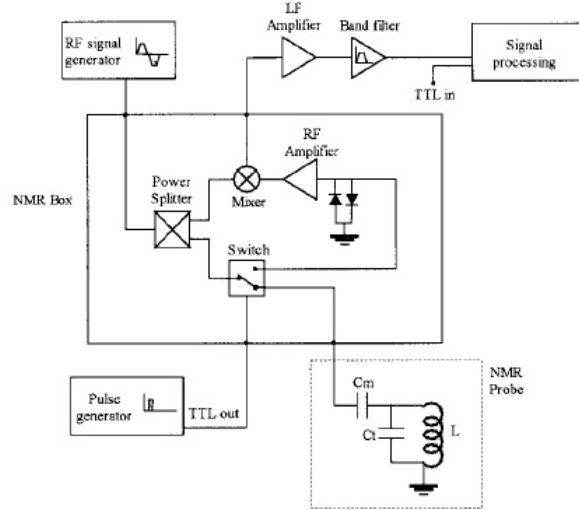 LF
Amplifier
Band filter
RF signal
generator
Signal
processing
TTL in
RF
Amplifier
NMR Box
Power
Splitter
Mixer
Switch
Pulse
generator
TTL out
NMR
Probe
Cm
Ct
L